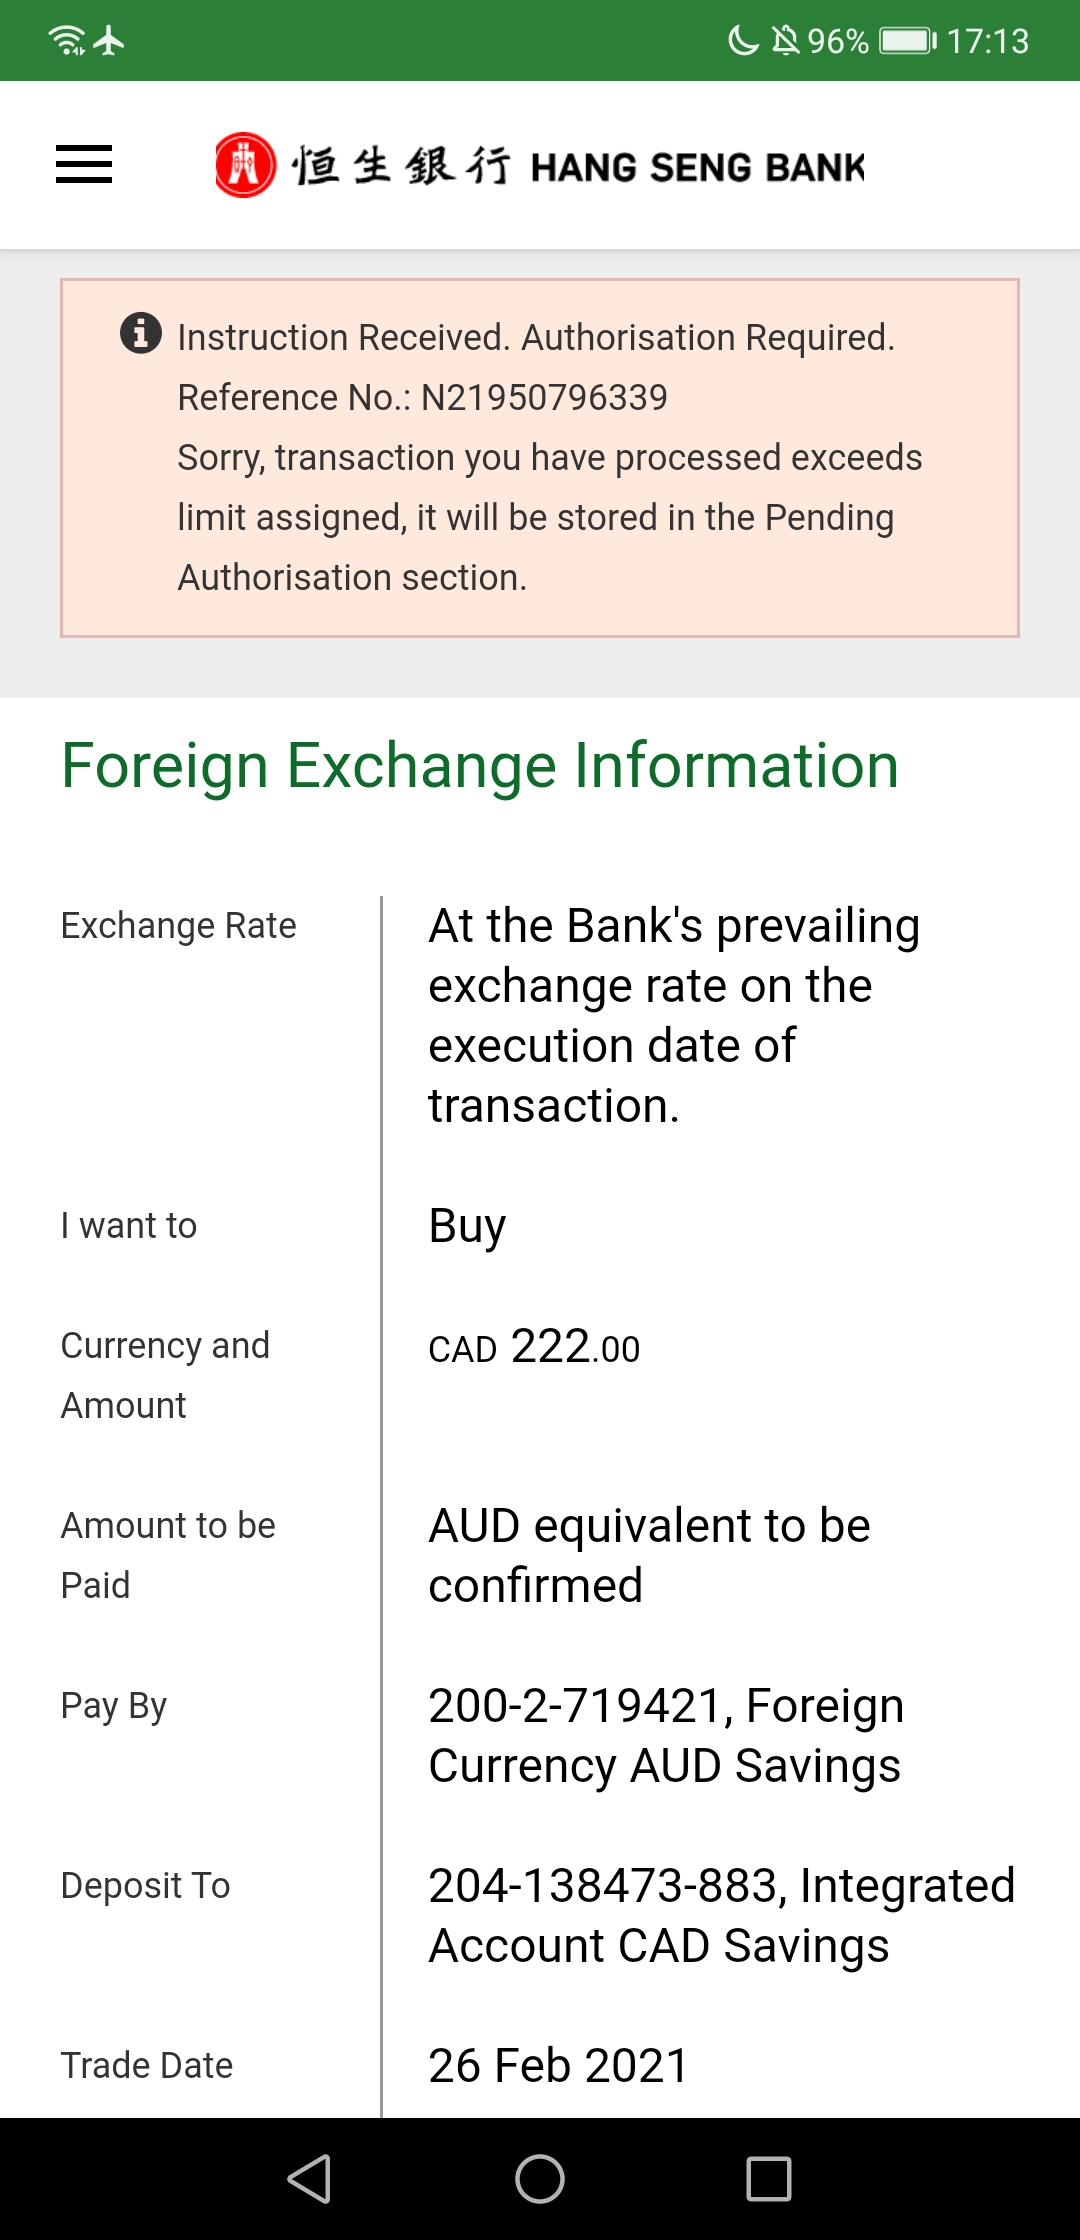 96% 17:13
恒生銀行 HANG SENG BANK
Instruction Received. Authorisation Required.
Reference No.: N21950796339
Sorry, transaction you have processed exceeds
limit assigned, it will be stored in the Pending
Authorisation section.
Foreign Exchange Information
Exchange Rate
At the Bank's prevailing
exchange rate on the
execution date of
transaction.
I want to
Buy
Currency and
Amount
CAD 222.00
Amount to be
Paid
AUD equivalent to be
confirmed
Pay By
200-2-719421, Foreign
Currency AUD Savings
Deposit To
204-138473-883, Integrated
Account CAD Savings
Trade Date
26 Feb 2021